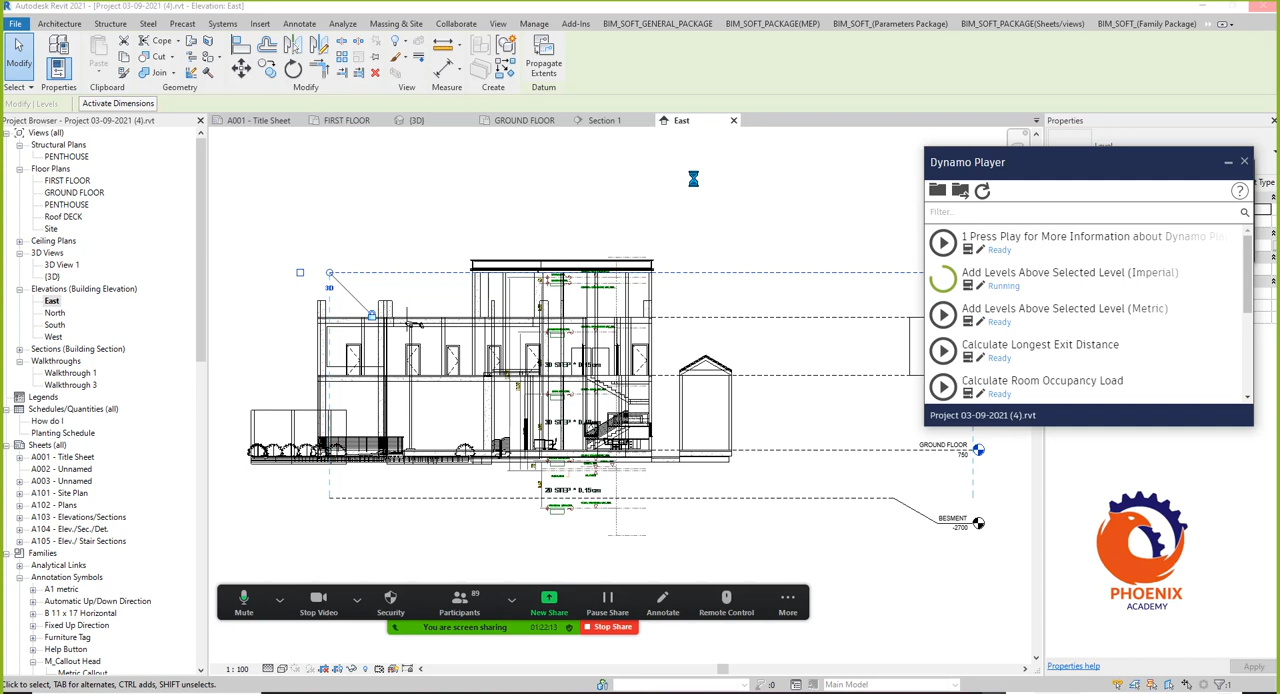 Autodesk Revit 2021 - Project 03-09-2021 (4).rvt - Elevation: East
File Architecture Structure Steel Precast Systems Insert Annotate Analyze Massing & Site Collaborate View Manage Add-Ins BIM_SOFT_GENERAL_PACKAGE BIM_SOFT_PACKAGE(MEP) BIM_SOFT_(Parameters Package) BIM_SOFT_PACKAGE(Sheets/views) BIM_SOFT_(Family Package)
Modify Paste Cope Cut Join Propagate Extents
Select Properties Clipboard Geometry Modify View Measure Create Datum
Modify | Levels Activate Dimensions
Project Browser - Project 03-09-2021 (4).rvt
A001 - Title Sheet FIRST FLOOR {3D} GROUND FLOOR Section 1 East
Properties
Views (all)
Structural Plans
PENTHOUSE
Floor Plans
FIRST FLOOR
GROUND FLOOR
PENTHOUSE
Roof DECK
Site
Ceiling Plans
3D Views
3D View 1
{3D}
Elevations (Building Elevation)
East
North
South
West
Sections (Building Section)
Walkthroughs
Walkthrough 1
Walkthrough 3
Legends
Schedules/Quantities (all)
How do I
Planting Schedule
Sheets (all)
A001 - Title Sheet
A002 - Unnamed
A003 - Unnamed
A101 - Site Plan
A102 - Plans
A103 - Elevations/Sections
A104 - Elev./Sec./Det.
A105 - Elev./ Stair Sections
Families
Analytical Links
Annotation Symbols
A1 metric
Automatic Up/Down Direction
B 11 x 17 Horizontal
Fixed Up Direction
Furniture Tag
Help Button
M_Callout Head
Metric Callout
3D
GROUND FLOOR
750
BESMENT
-2700
Dynamo Player
Filter...
1 Press Play for More Information about Dynamo
Ready
Add Levels Above Selected Level (Imperial)
Running
Add Levels Above Selected Level (Metric)
Ready
Calculate Longest Exit Distance
Ready
Calculate Room Occupancy Load
Ready
Project 03-09-2021 (4).rvt
PHOENIX
ACADEMY
89
Mute Stop Video Security Participants New Share Pause Share Annotate Remote Control More
You are screen sharing 01:22:13 Stop Share
1 : 100
Properties help Apply
Click to select, TAB for alternates, CTRL adds, SHIFT unselects. :0 Main Model :1